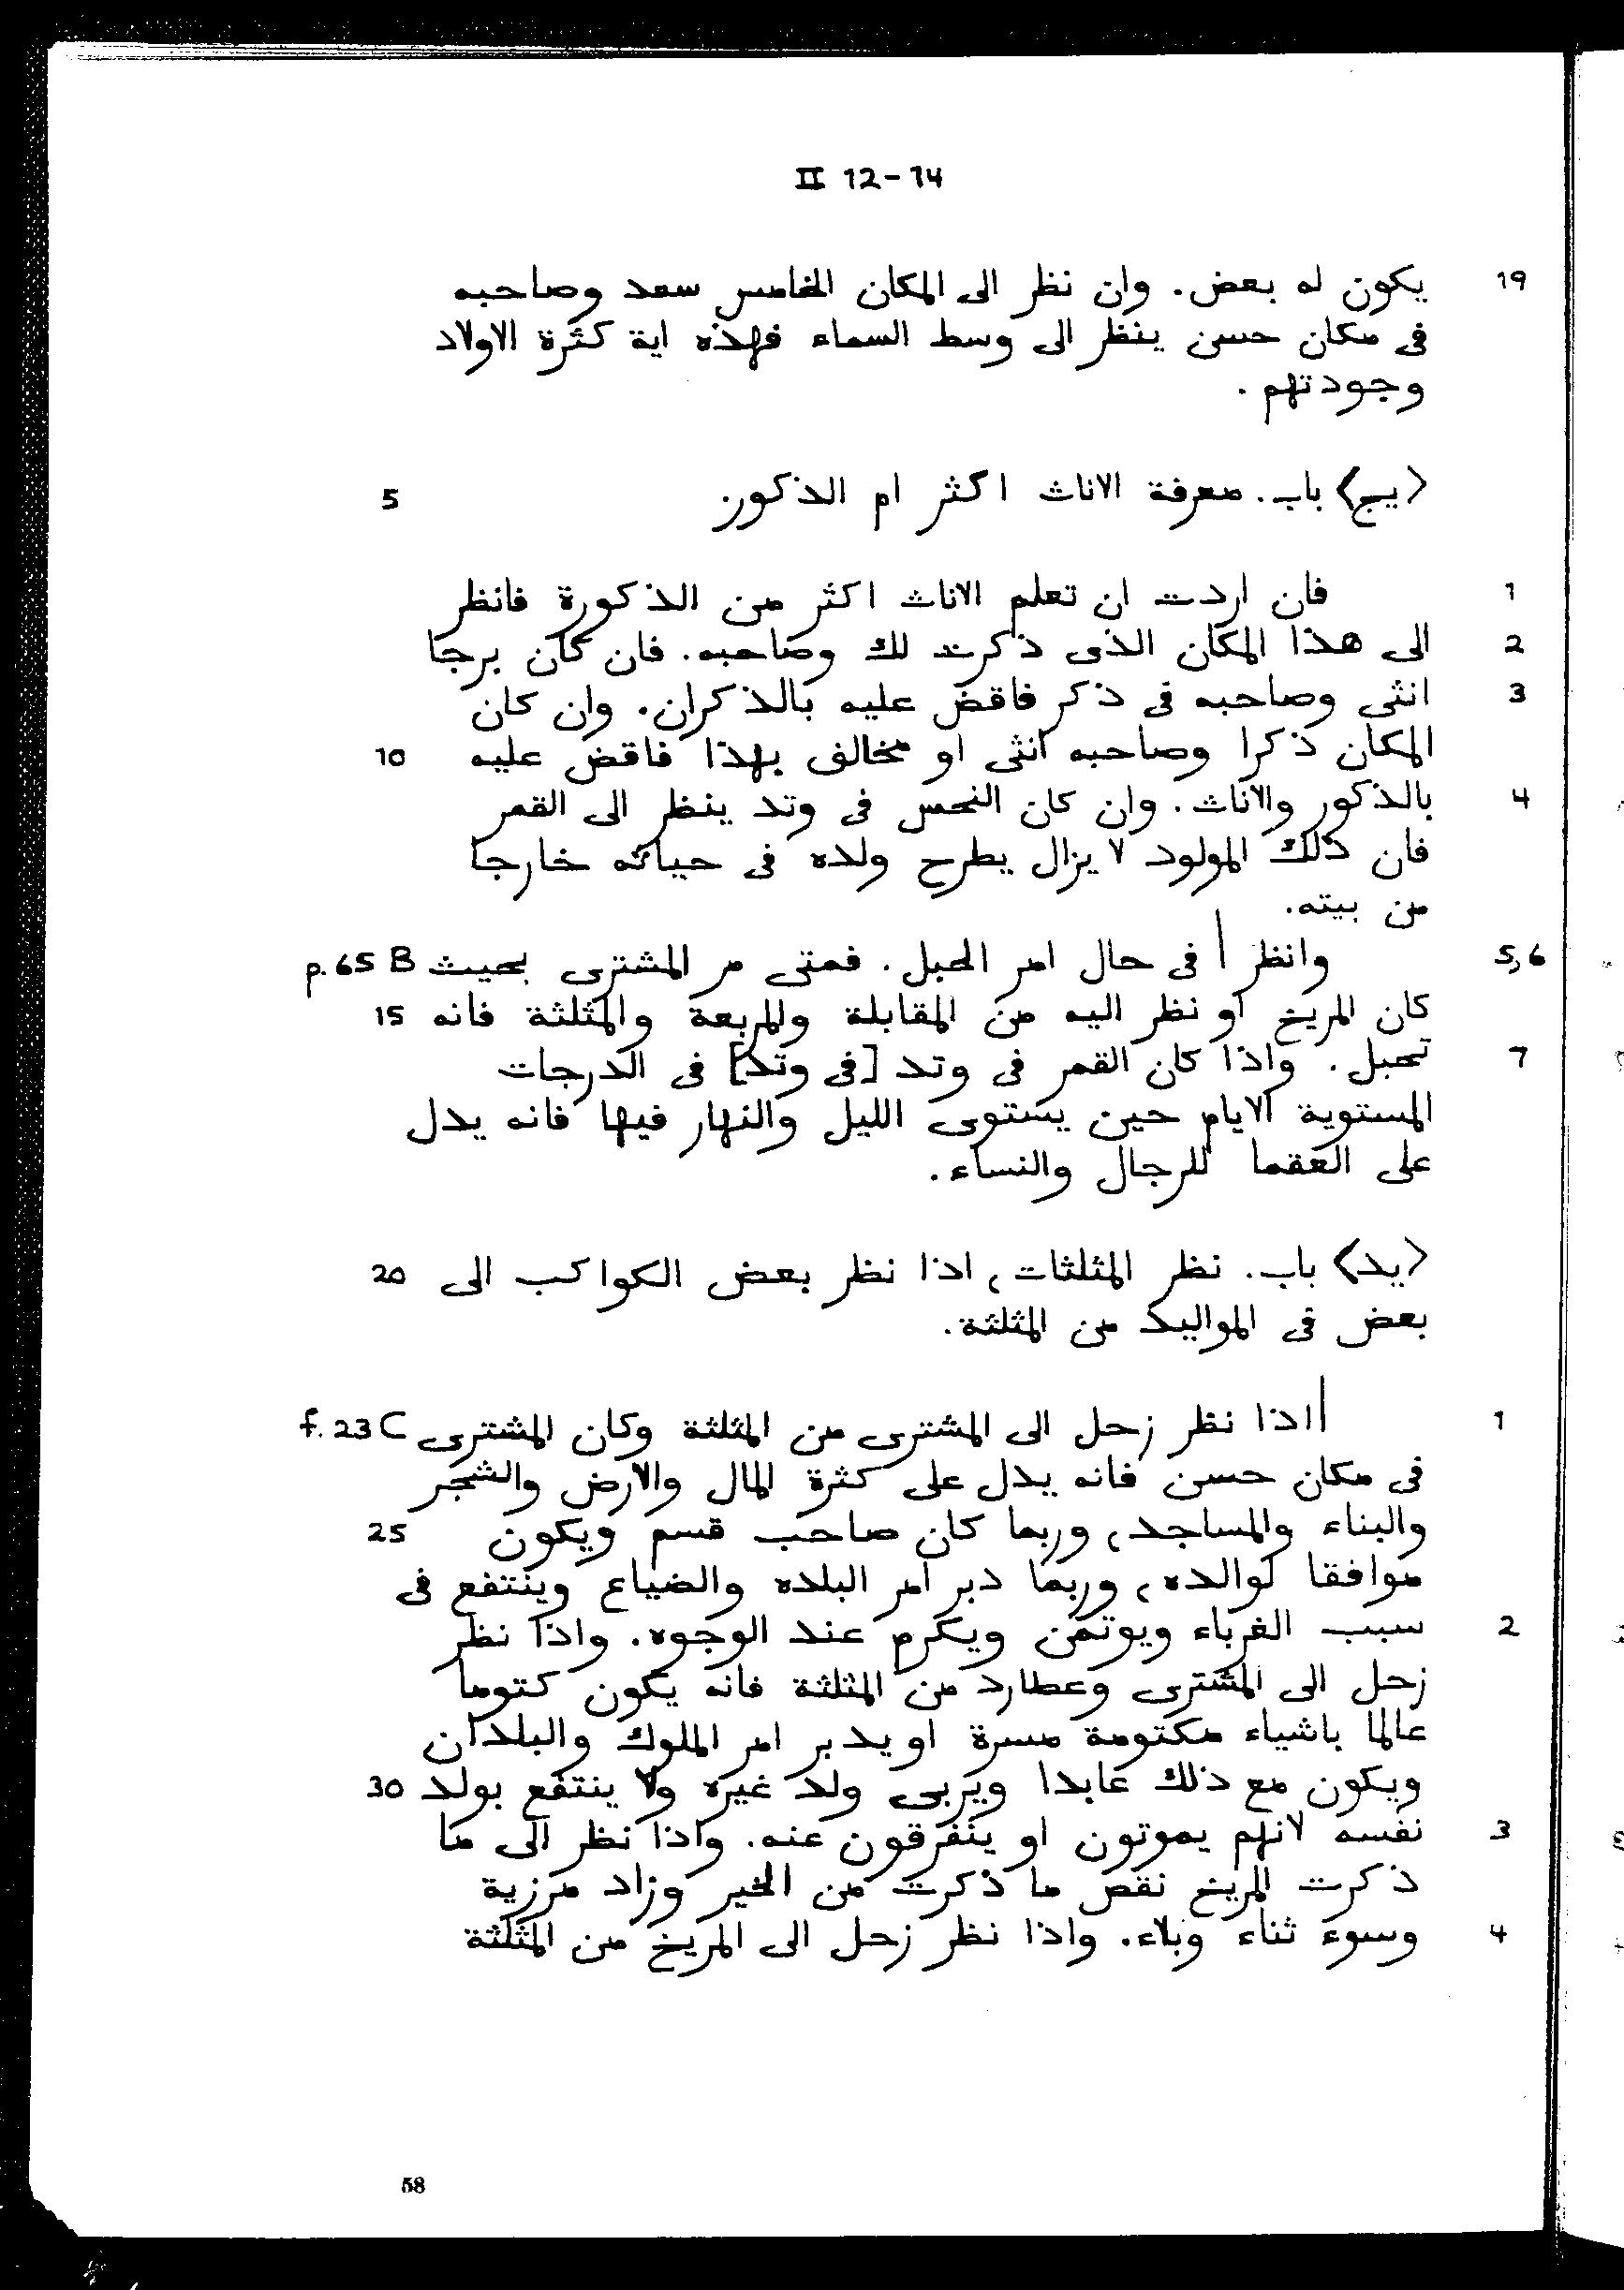 II 12-14
19 يكون له بعض. وان نظر الى المكان الخامس سعد وصاحبه
فى مكان حسن ينظر الى وسط السماء فهذه اية كثرة الاولاد
وجودتهم.
<يج> باب. معرفة الاناث اكثر ام الذكور. 5
1 فان اردت ان تعلم الاناث اكثر من الذكورة فانظر
2 الى هذا المكان الذى ذكرت لك وصاحبه. فان كان برجا
3 انثى وصاحبه فى ذكر فاقض عليه بالذكران. وان كان
المكان ذكرا وصاحبه انثى او مخالف بهذا فاقض عليه 10
4 بالذكور والاناث. وان كان النحس فى وتد ينظر الى القمر
فان ذلك المولود لا يزال يطرح ولده فى حياته خارجا
من بيته.
5,6 وانظر | فى حال امر الحبل. فمتى مر المشترى بحيث p.65 B
كان المريخ او نظر اليه من المقابلة والمربعة والمثلثة فانه 15
7 تحبل. واذا كان القمر فى وتد [فى وتد] فى الدرجات
المستوية الايام حين يستوى الليل والنهار فيها فانه يدل
على العقما للرجال والنساء.
<يد> باب. نظر المثلثات، اذا نظر بعض الكواكب الى 20
بعض فى المواليد من المثلثة.
1 |اذا نظر زحل الى المشترى من المثلثة وكان المشترى f. 23 C
فى مكان حسن فانه يدل على كثرة المال والارض والشجر
والبناء والمساجد، وربما كان صاحب قسم ويكون 25
موافقا لوالده، وربما دبر امر البلده والضياع وينتفع فى
2 سبب الغرباء ويوتمن ويكرم عند الوجوه. واذا نظر
زحل الى المشترى وعطارد من المثلثة فانه يكون كتوما
عالما باشياء مكتومة مسرة او يدبر امر الملوك والبلدان
ويكون مع ذلك عابدا ويربى ولد غيره ولا ينتفع بولد 30
3 نفسه لانهم يموتون او يتفرقون عنه. واذا نظر الى ما
ذكرت المريخ نقص ما ذكرت من الخير وزاد مرزية
4 وسوء ثناء وبلاء. واذا نظر زحل الى المريخ من المثلثة
58